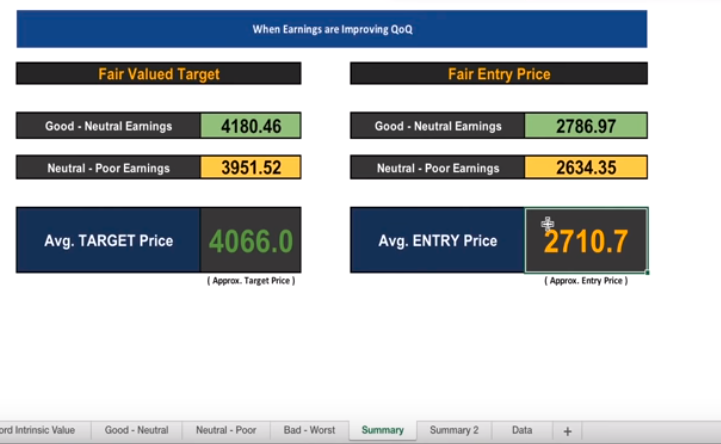 When Earnings are Improving QoQ
Fair Valued Target
Fair Entry Price
Good - Neutral Earnings 4180.46
Good - Neutral Earnings 2786.97
Neutral - Poor Earnings 3951.52
Neutral - Poor Earnings 2634.35
Avg. TARGET Price 4066.0
Avg. ENTRY Price 2710.7
( Approx. Target Price )
( Approx. Entry Price )
ord Intrinsic Value Good - Neutral Neutral - Poor Bad - Worst Summary Summary 2 Data +